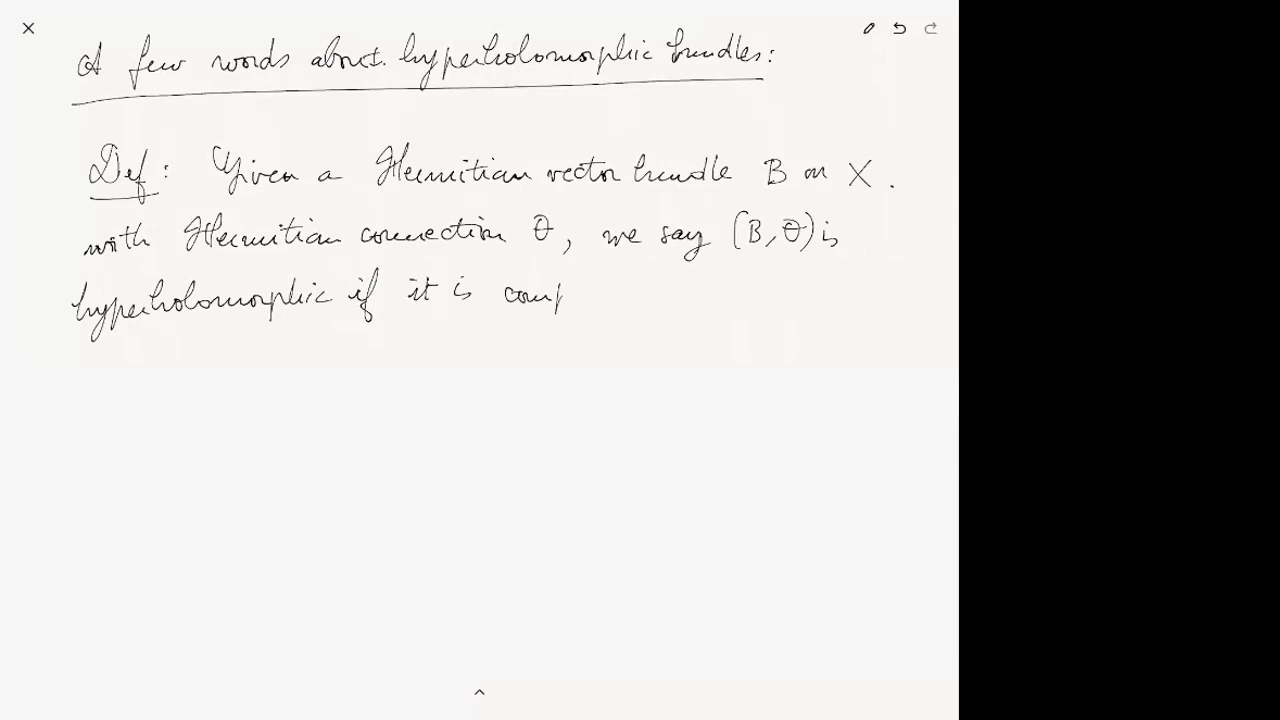 A few words about. hyperholomorphic bundles:
Def: Given a Hermitian vector bundle B on X.
with Hermitian connection θ, we say (B, θ) is
hyperholomorphic if it is comp